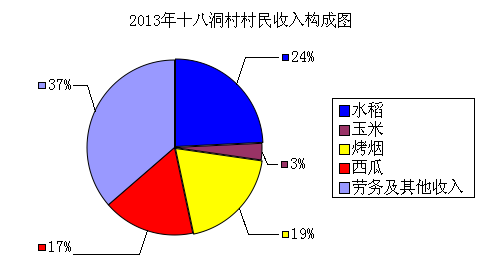 2013年十八洞村村民收入构成图
24%
37%
3%
19%
17%
水稻
玉米
烤烟
西瓜
劳务及其他收入